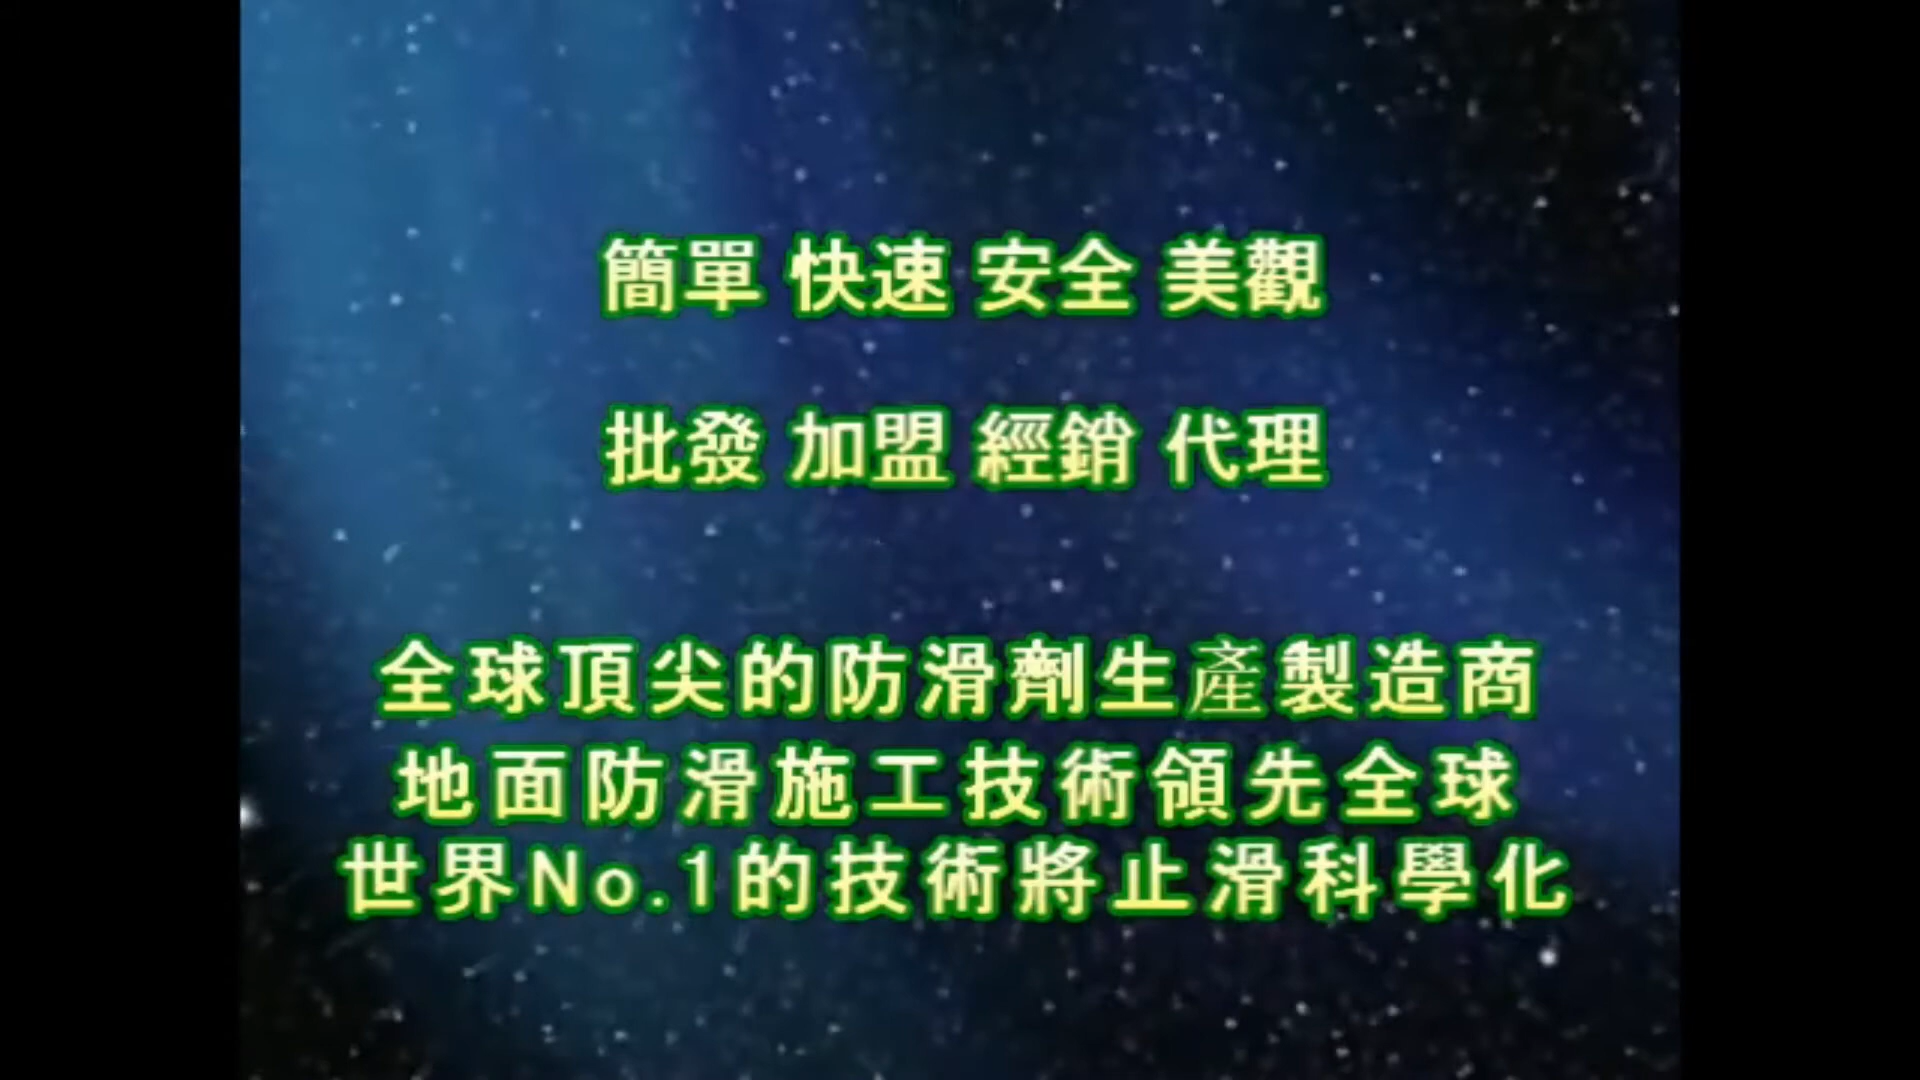 簡單 快速 安全 美觀
批發 加盟 經銷 代理
全球頂尖的防滑劑生產製造商
地面防滑施工技術領先全球
世界No.1的技術將止滑科學化